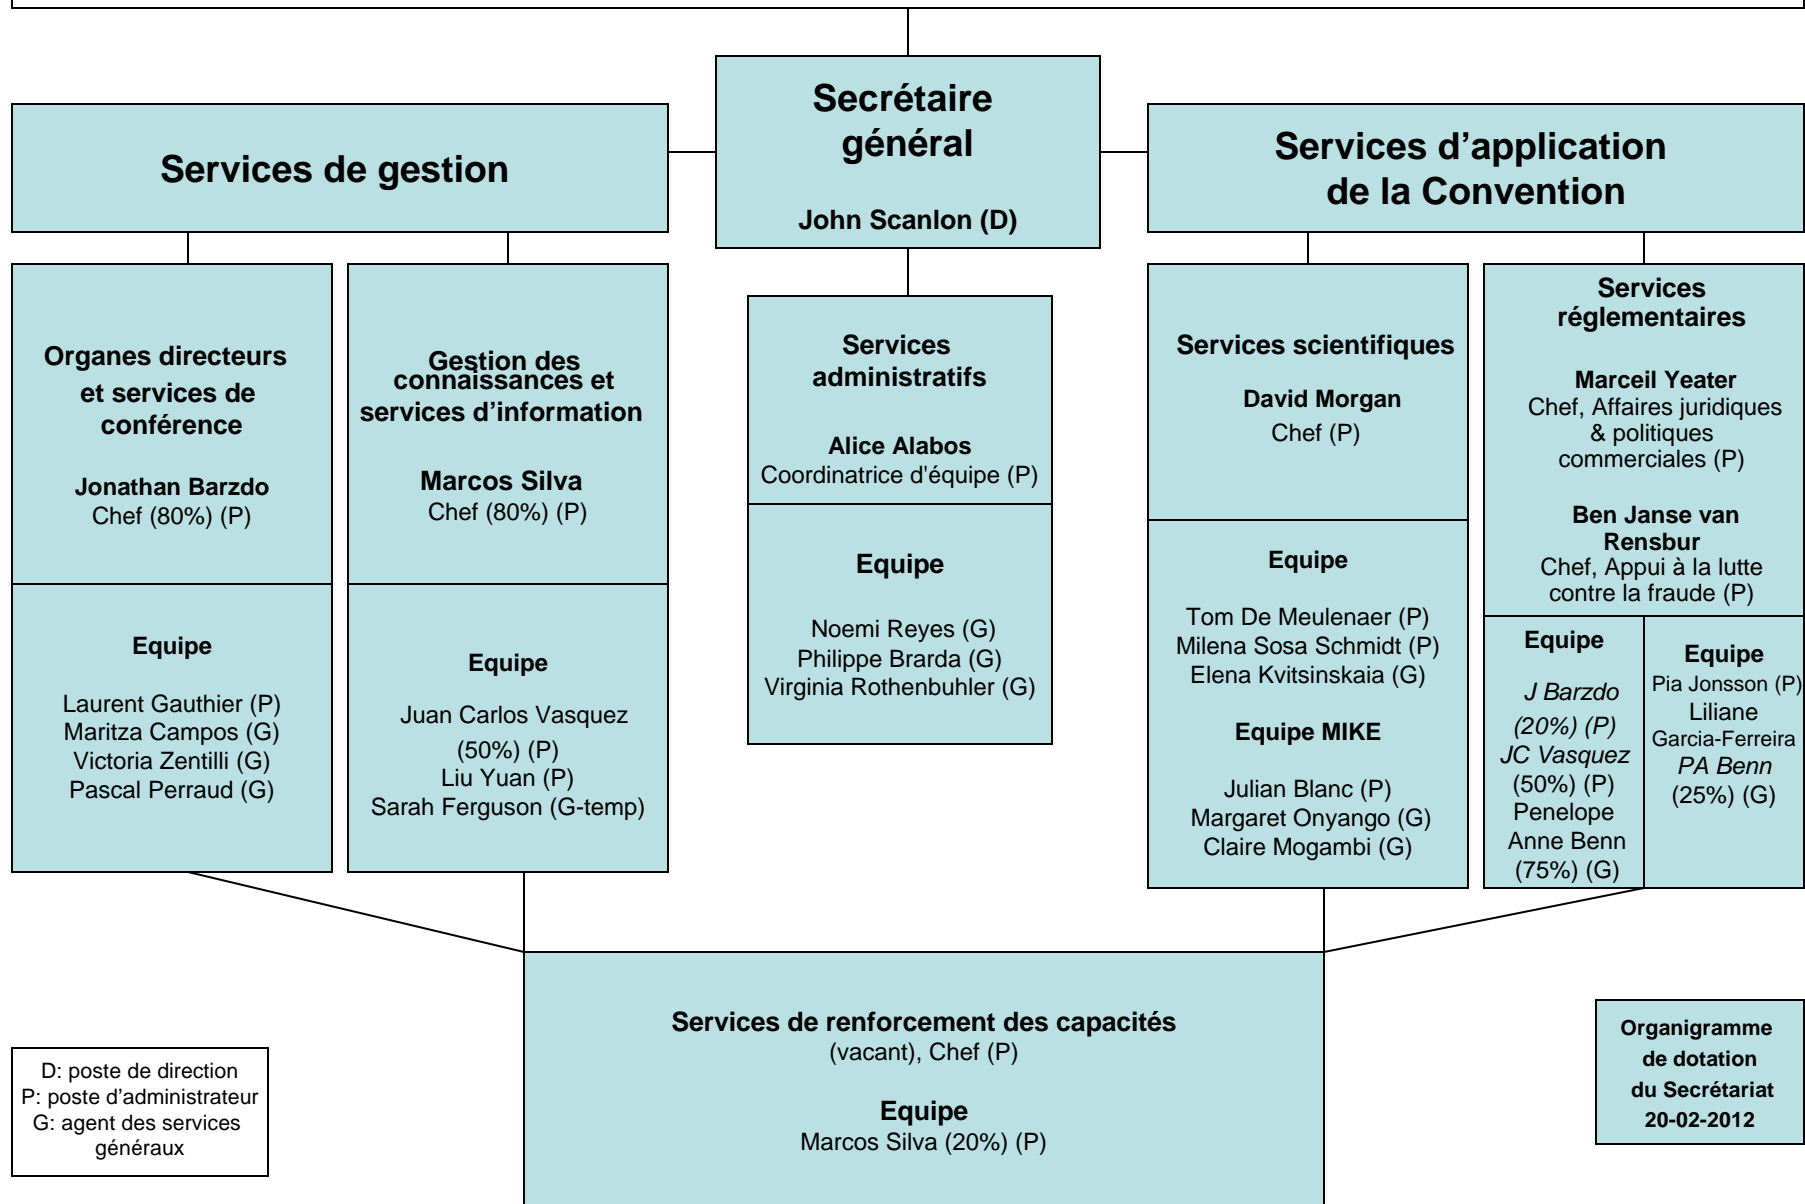 Secrétaire
général
John Scanlon (D)
Services de gestion
Services d’application
de la Convention
Organes directeurs
et services de
conférence
Jonathan Barzdo
Chef (80%) (P)
Equipe
Laurent Gauthier (P)
Maritza Campos (G)
Victoria Zentilli (G)
Pascal Perraud (G)
Gestion des
connaissances et
services d’information
Marcos Silva
Chef (80%) (P)
Equipe
Juan Carlos Vasquez
(50%) (P)
Liu Yuan (P)
Sarah Ferguson (G-temp)
Services
administratifs
Alice Alabos
Coordinatrice d'équipe (P)
Equipe
Noemi Reyes (G)
Philippe Brarda (G)
Virginia Rothenbuhler (G)
Services scientifiques
David Morgan
Chef (P)
Equipe
Tom De Meulenaer (P)
Milena Sosa Schmidt (P)
Elena Kvitsinskaia (G)
Equipe MIKE
Julian Blanc (P)
Margaret Onyango (G)
Claire Mogambi (G)
Services
réglementaires
Marceil Yeater
Chef, Affaires juridiques
& politiques
commerciales (P)
Ben Janse van
Rensbur
Chef, Appui à la lutte
contre la fraude (P)
Equipe
J Barzdo
(20%) (P)
JC Vasquez
(50%) (P)
Penelope
Anne Benn
(75%) (G)
Equipe
Pia Jonsson (P)
Liliane
Garcia-Ferreira
PA Benn
(25%) (G)
Services de renforcement des capacités
(vacant), Chef (P)
Equipe
Marcos Silva (20%) (P)
D: poste de direction
P: poste d’administrateur
G: agent des services
généraux
Organigramme
de dotation
du Secrétariat
20-02-2012